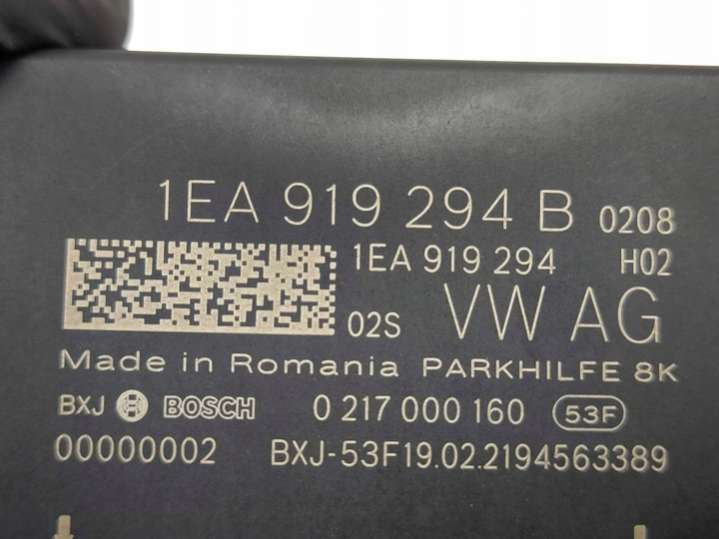 1EA 919 294 B 0208
1EA 919 294 H02
02S VW AG
Made in Romania PARKHILFE 8K
BXJ BOSCH 0 217 000 160 53F
00000002 BXJ-53F19.02.2194563389